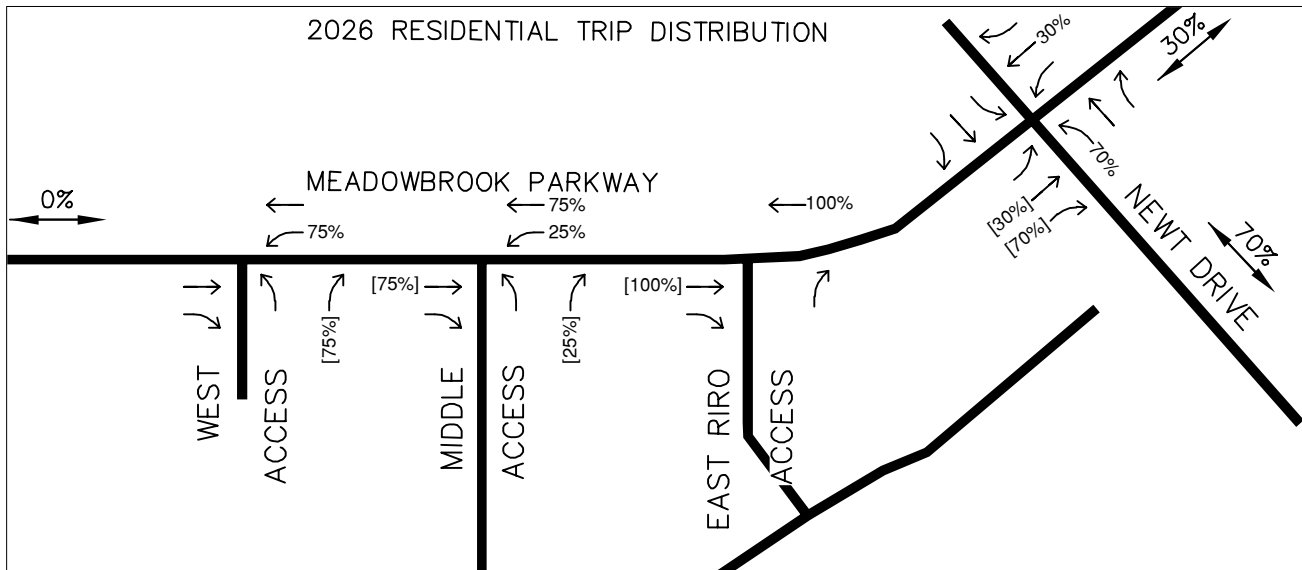 2026 RESIDENTIAL TRIP DISTRIBUTION
30%
30%
70%
MEADOWBROOK PARKWAY
0%
75%
75%
75%
25%
100%
[30%]
[70%]
NEWT DRIVE
70%
[75%]
[75%]
[25%]
[100%]
WEST
ACCESS
MIDDLE
ACCESS
EAST RIRO
ACCESS